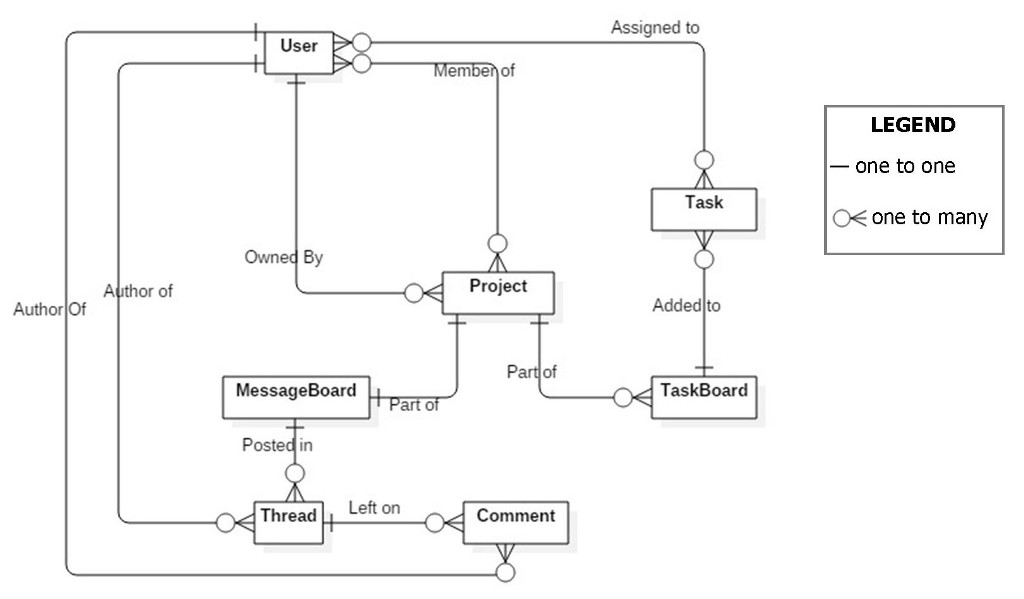 Assigned to
User
Member of
LEGEND
one to one
Task
one to many
Owned By
Project
Author of
Author Of
Added to
Part of
MessageBoard
TaskBoard
Part of
Posted in
Thread
Left on
Comment